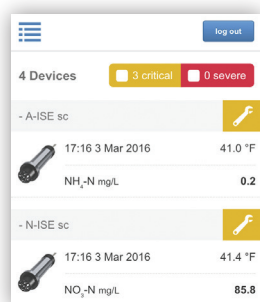 log out
4 Devices 3 critical 0 severe
- A-ISE sc
17:16 3 Mar 2016 41.0 °F
NH₄-N mg/L 0.2
- N-ISE sc
17:16 3 Mar 2016 41.4 °F
NO₃-N mg/L 85.8